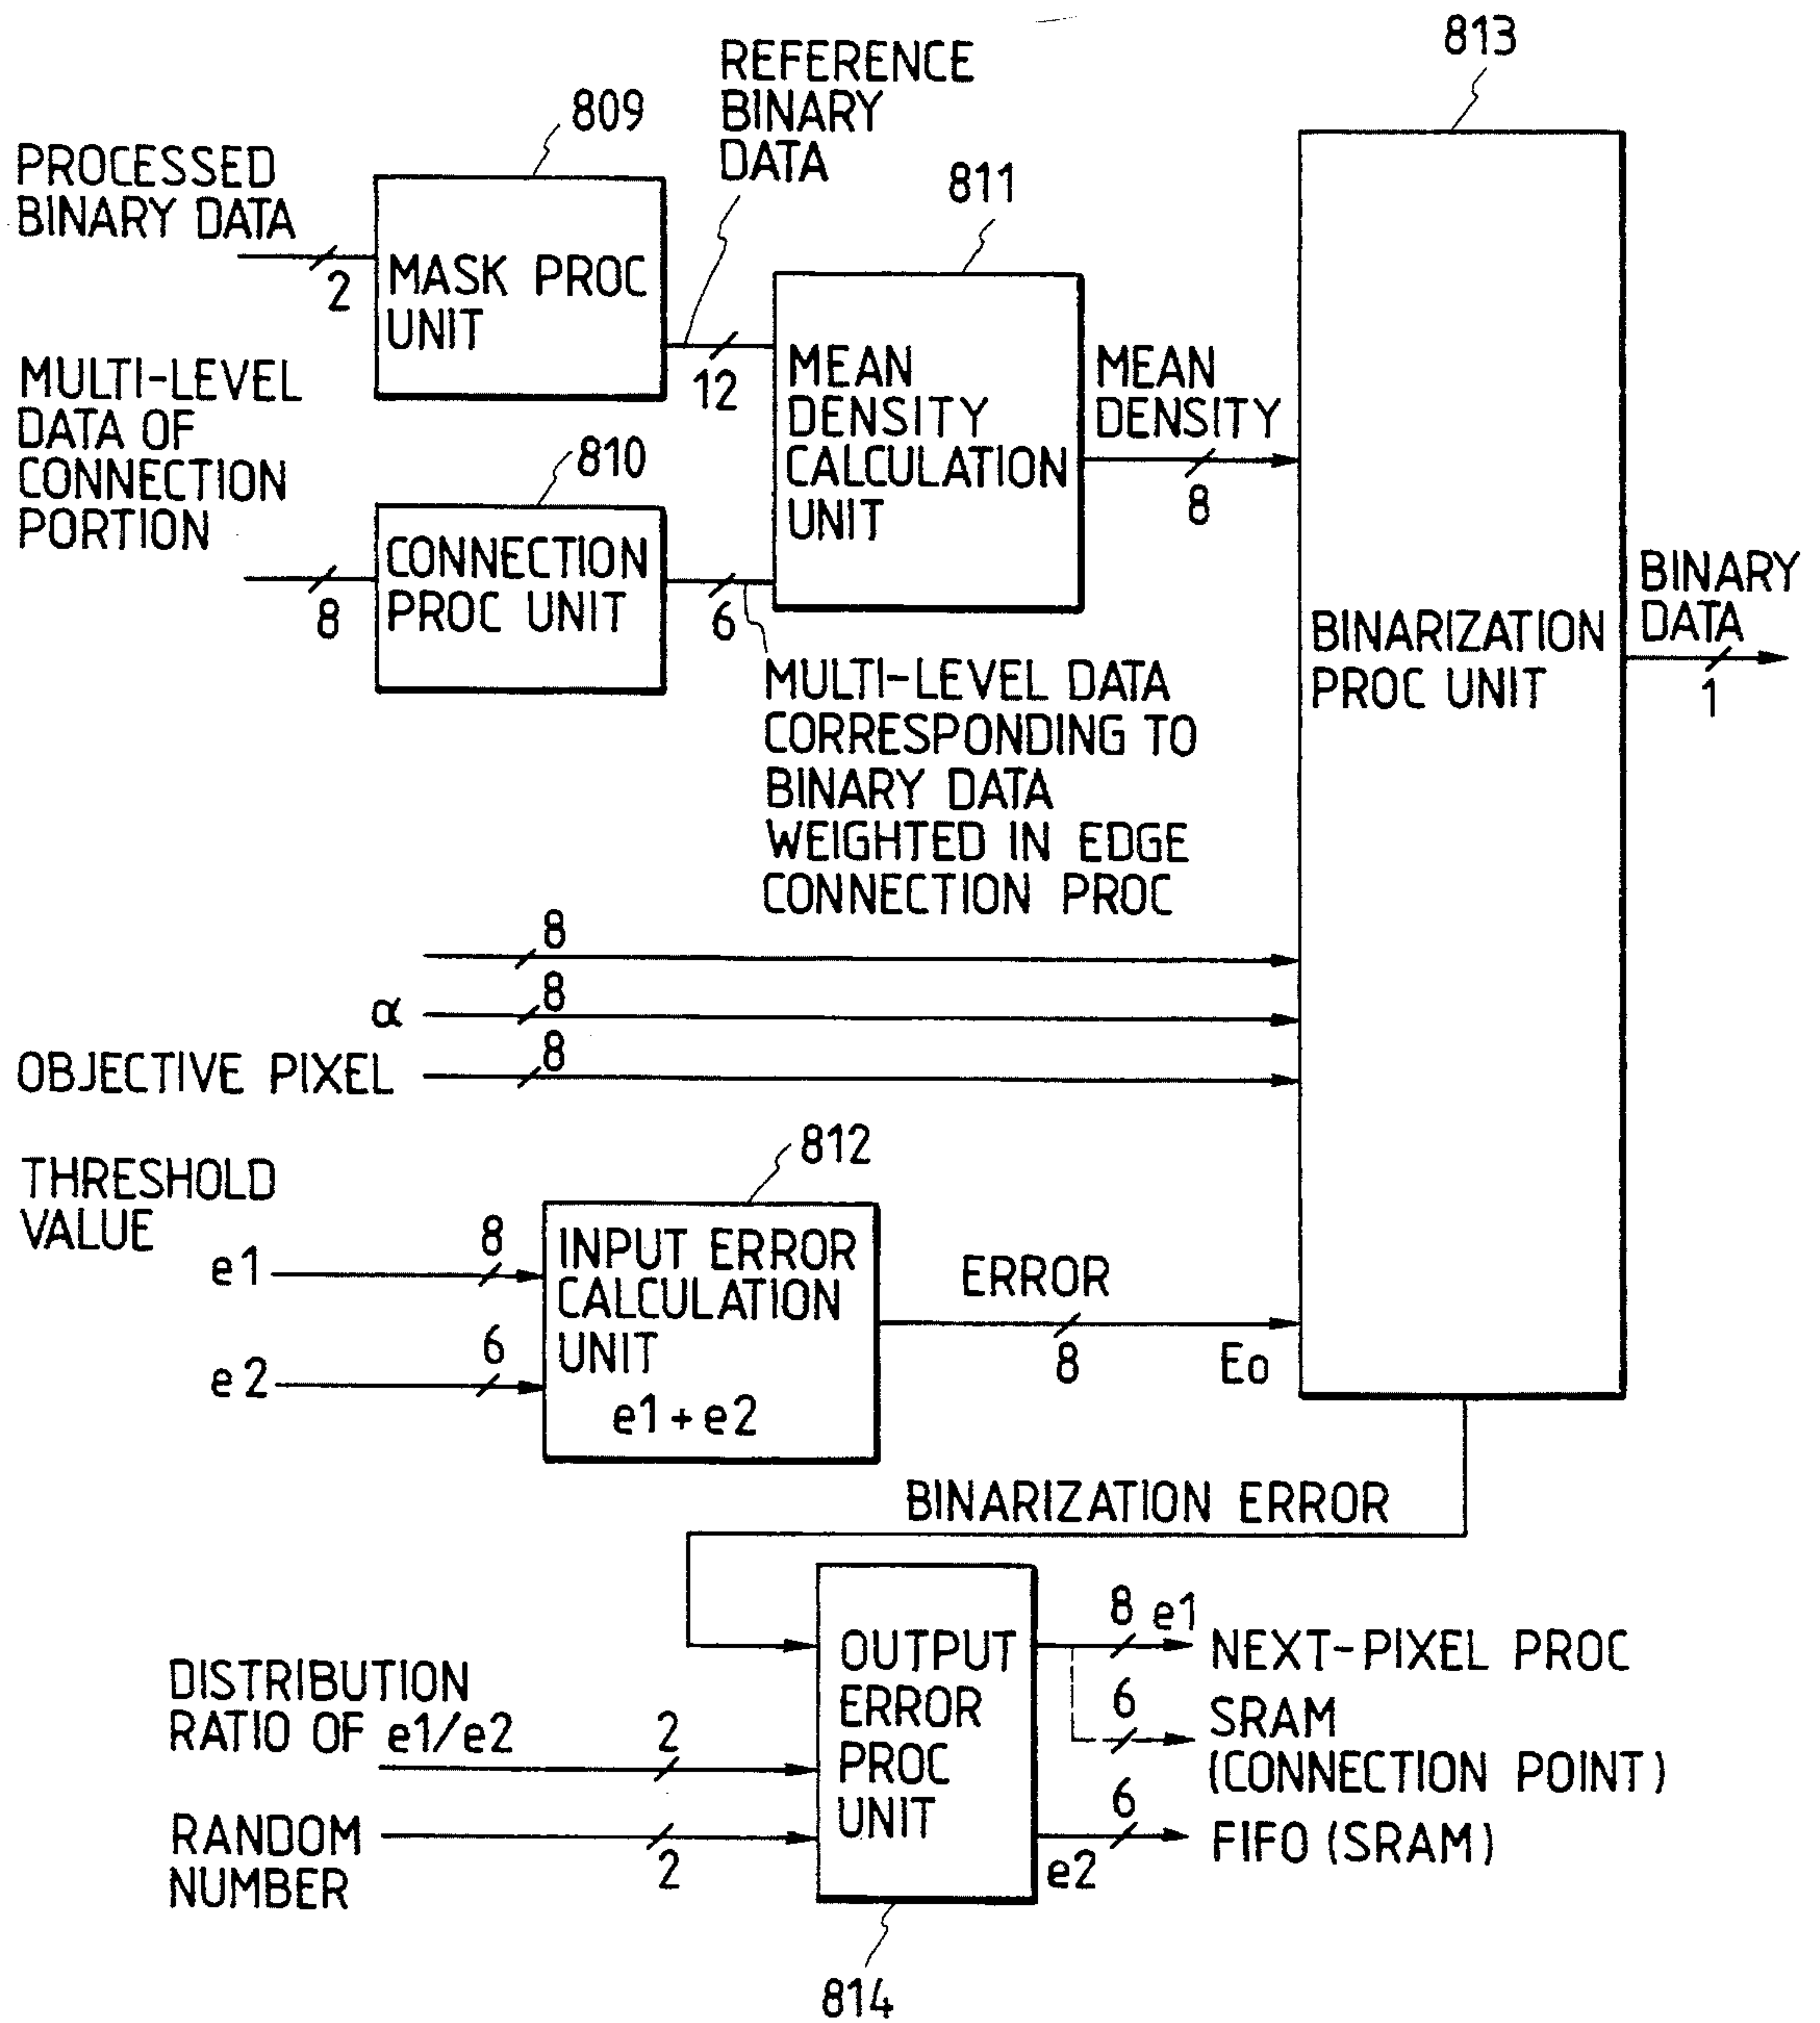 813
REFERENCE
BINARY
DATA
809
PROCESSED
BINARY DATA
2
MASK PROC
UNIT
811
12
MULTI-LEVEL
DATA OF
CONNECTION
PORTION
8
810
CONNECTION
PROC UNIT
6
MEAN
DENSITY
CALCULATION
UNIT
MEAN
DENSITY
8
BINARIZATION
PROC UNIT
BINARY
DATA
1
MULTI-LEVEL DATA
CORRESPONDING TO
BINARY DATA
WEIGHTED IN EDGE
CONNECTION PROC
8
α
8
OBJECTIVE PIXEL
8
812
THRESHOLD
VALUE
e1
8
e2
6
INPUT ERROR
CALCULATION
UNIT
e1+e2
ERROR
8
Eo
BINARIZATION ERROR
DISTRIBUTION
RATIO OF e1/e2
2
RANDOM
NUMBER
2
OUTPUT
ERROR
PROC
UNIT
8 e1
NEXT-PIXEL PROC
6
SRAM
(CONNECTION POINT)
6
e2
FIFO (SRAM)
814